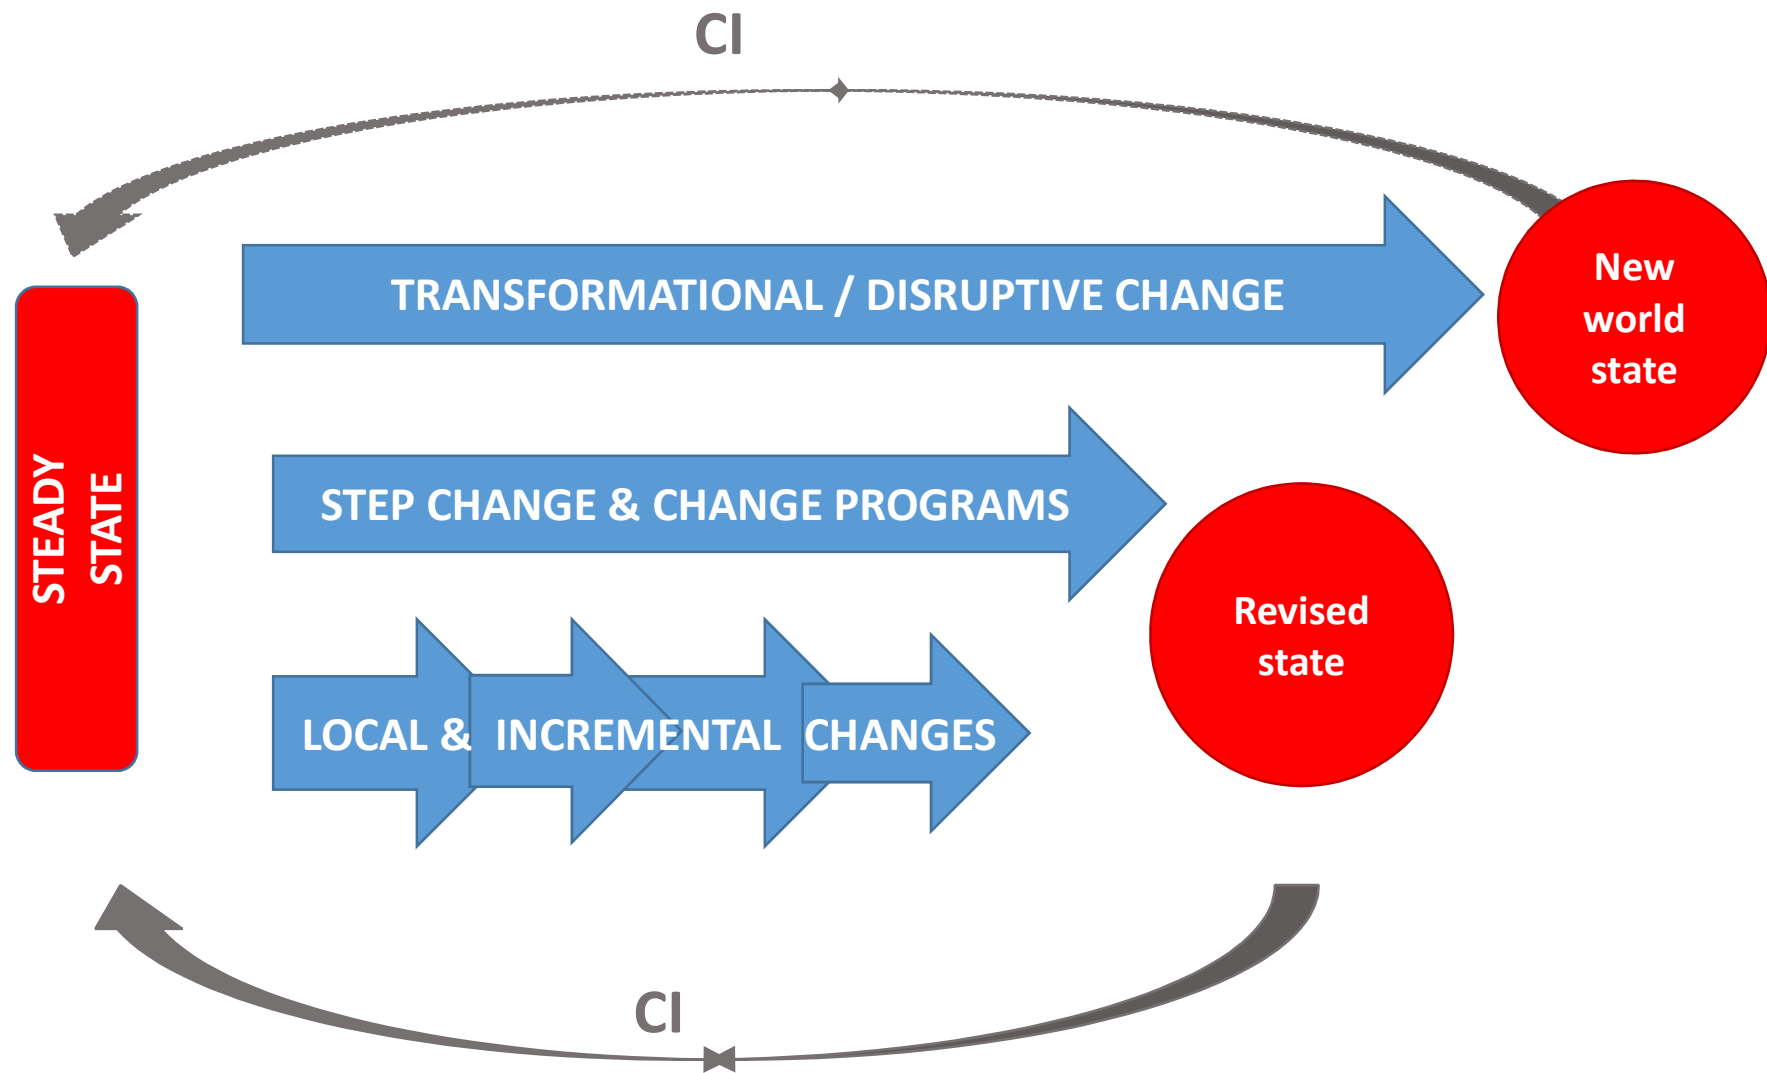 CI
TRANSFORMATIONAL / DISRUPTIVE CHANGE
New
world
state
STEADY
STATE
STEP CHANGE & CHANGE PROGRAMS
Revised
state
LOCAL & INCREMENTAL CHANGES
CI